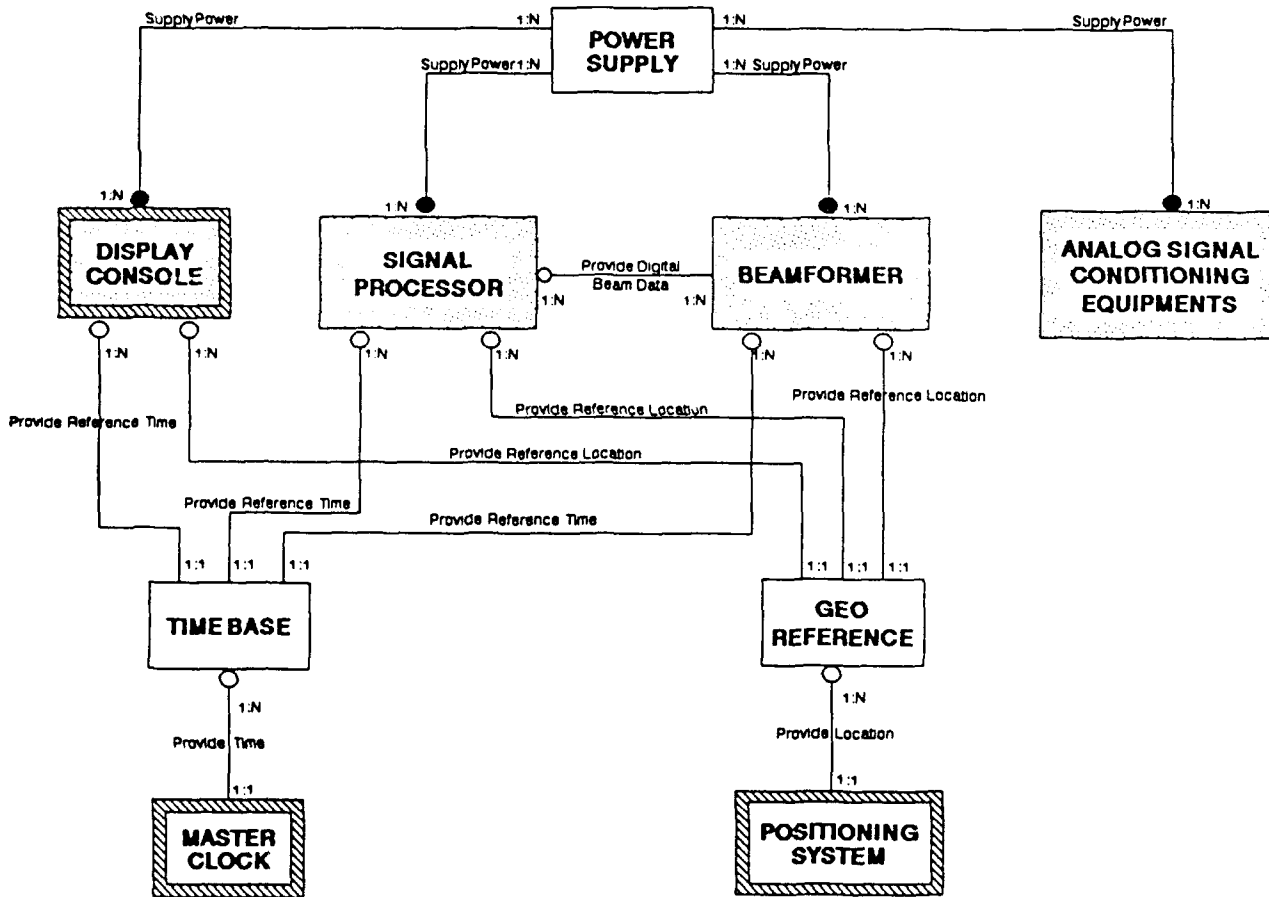 Supply Power
1:N
POWER
SUPPLY
1:N
Supply Power
Supply Power 1:N
1:N Supply Power
1:N
1:N
1:N
1:N
DISPLAY
CONSOLE
SIGNAL
PROCESSOR
Provide Digital
Beam Data
1:N
1:N
BEAMFORMER
ANALOG SIGNAL
CONDITIONING
EQUIPMENTS
1:N
1:N
1:N
1:N
1:N
1:N
Provide Reference Time
Provide Reference Location
Provide Reference Location
Provide Reference Location
Provide Reference Time
Provide Reference Time
1:1
1:1
1:1
1:1
1:1
1:1
TIME BASE
GEO
REFERENCE
1:N
1:N
Provide Time
Provide Location
1:1
1:1
MASTER
CLOCK
POSITIONING
SYSTEM